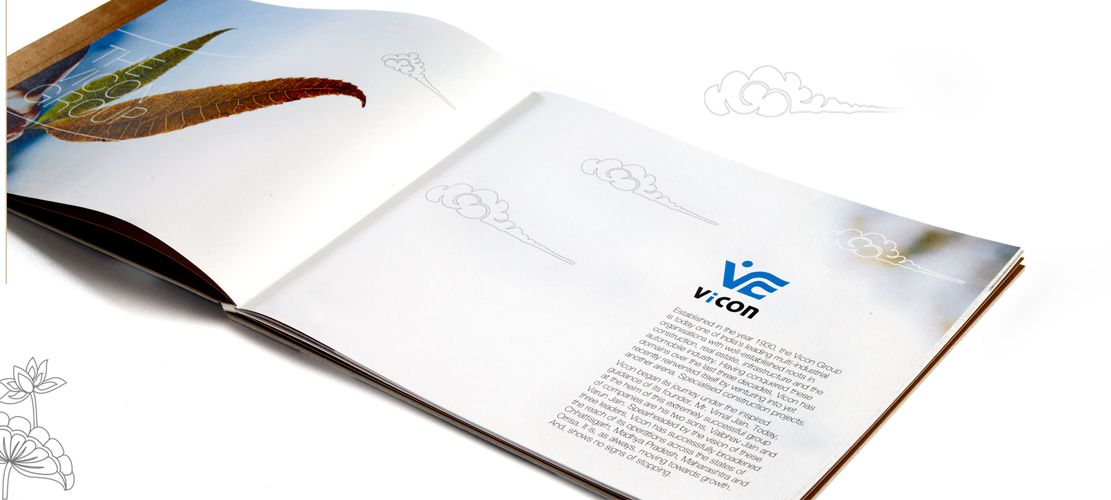 THE
VICON
GROUP
vicon
Established in the year 1930, the Vicon Group
is today one of India's leading multi-industrial
organisations with well-established roots in
construction, real estate, infrastructure and the
automobile industry. Having conquered these
domains over the last three decades, Vicon has
recently reinvented itself by venturing into yet
another arena: Specialised construction projects.
Vicon began its journey under the inspired
guidance of its founder, Mr. Vimal Jain. Today,
at the helm of this extremely successful group
of companies are his two sons, Vaibhav Jain and
Varun Jain. Spearheaded by the vision of these
three leaders, Vicon has successfully broadened
the reach of its operations across the states of
Chhattisgarh, Madhya Pradesh, Maharashtra and
Orrisa. It is, as always, moving towards growth.
And, shows no signs of stopping.